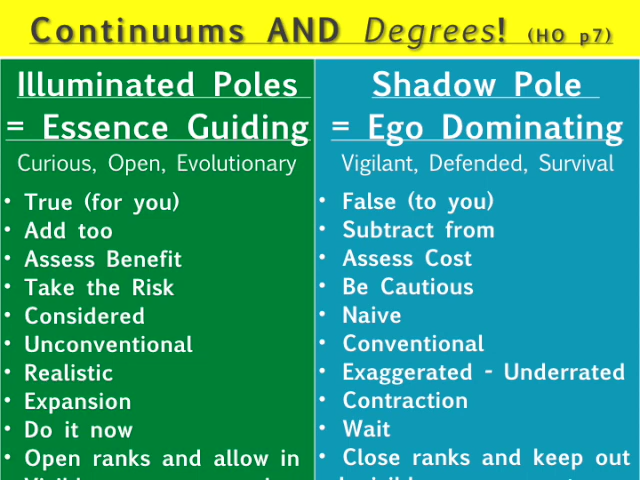 Continuums AND Degrees! (HO p7)
Illuminated Poles
= Essence Guiding
Curious, Open, Evolutionary
• True (for you)
• Add too
• Assess Benefit
• Take the Risk
• Considered
• Unconventional
• Realistic
• Expansion
• Do it now
• Open ranks and allow in
Shadow Pole
= Ego Dominating
Vigilant, Defended, Survival
• False (to you)
• Subtract from
• Assess Cost
• Be Cautious
• Naive
• Conventional
• Exaggerated - Underrated
• Contraction
• Wait
• Close ranks and keep out